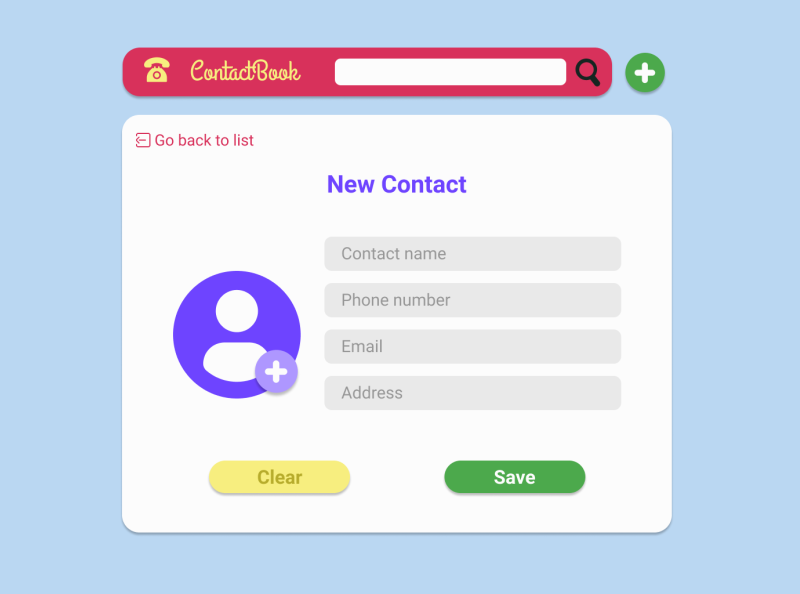 ContactBook
Go back to list
New Contact
Contact name
Phone number
Email
Address
Clear
Save